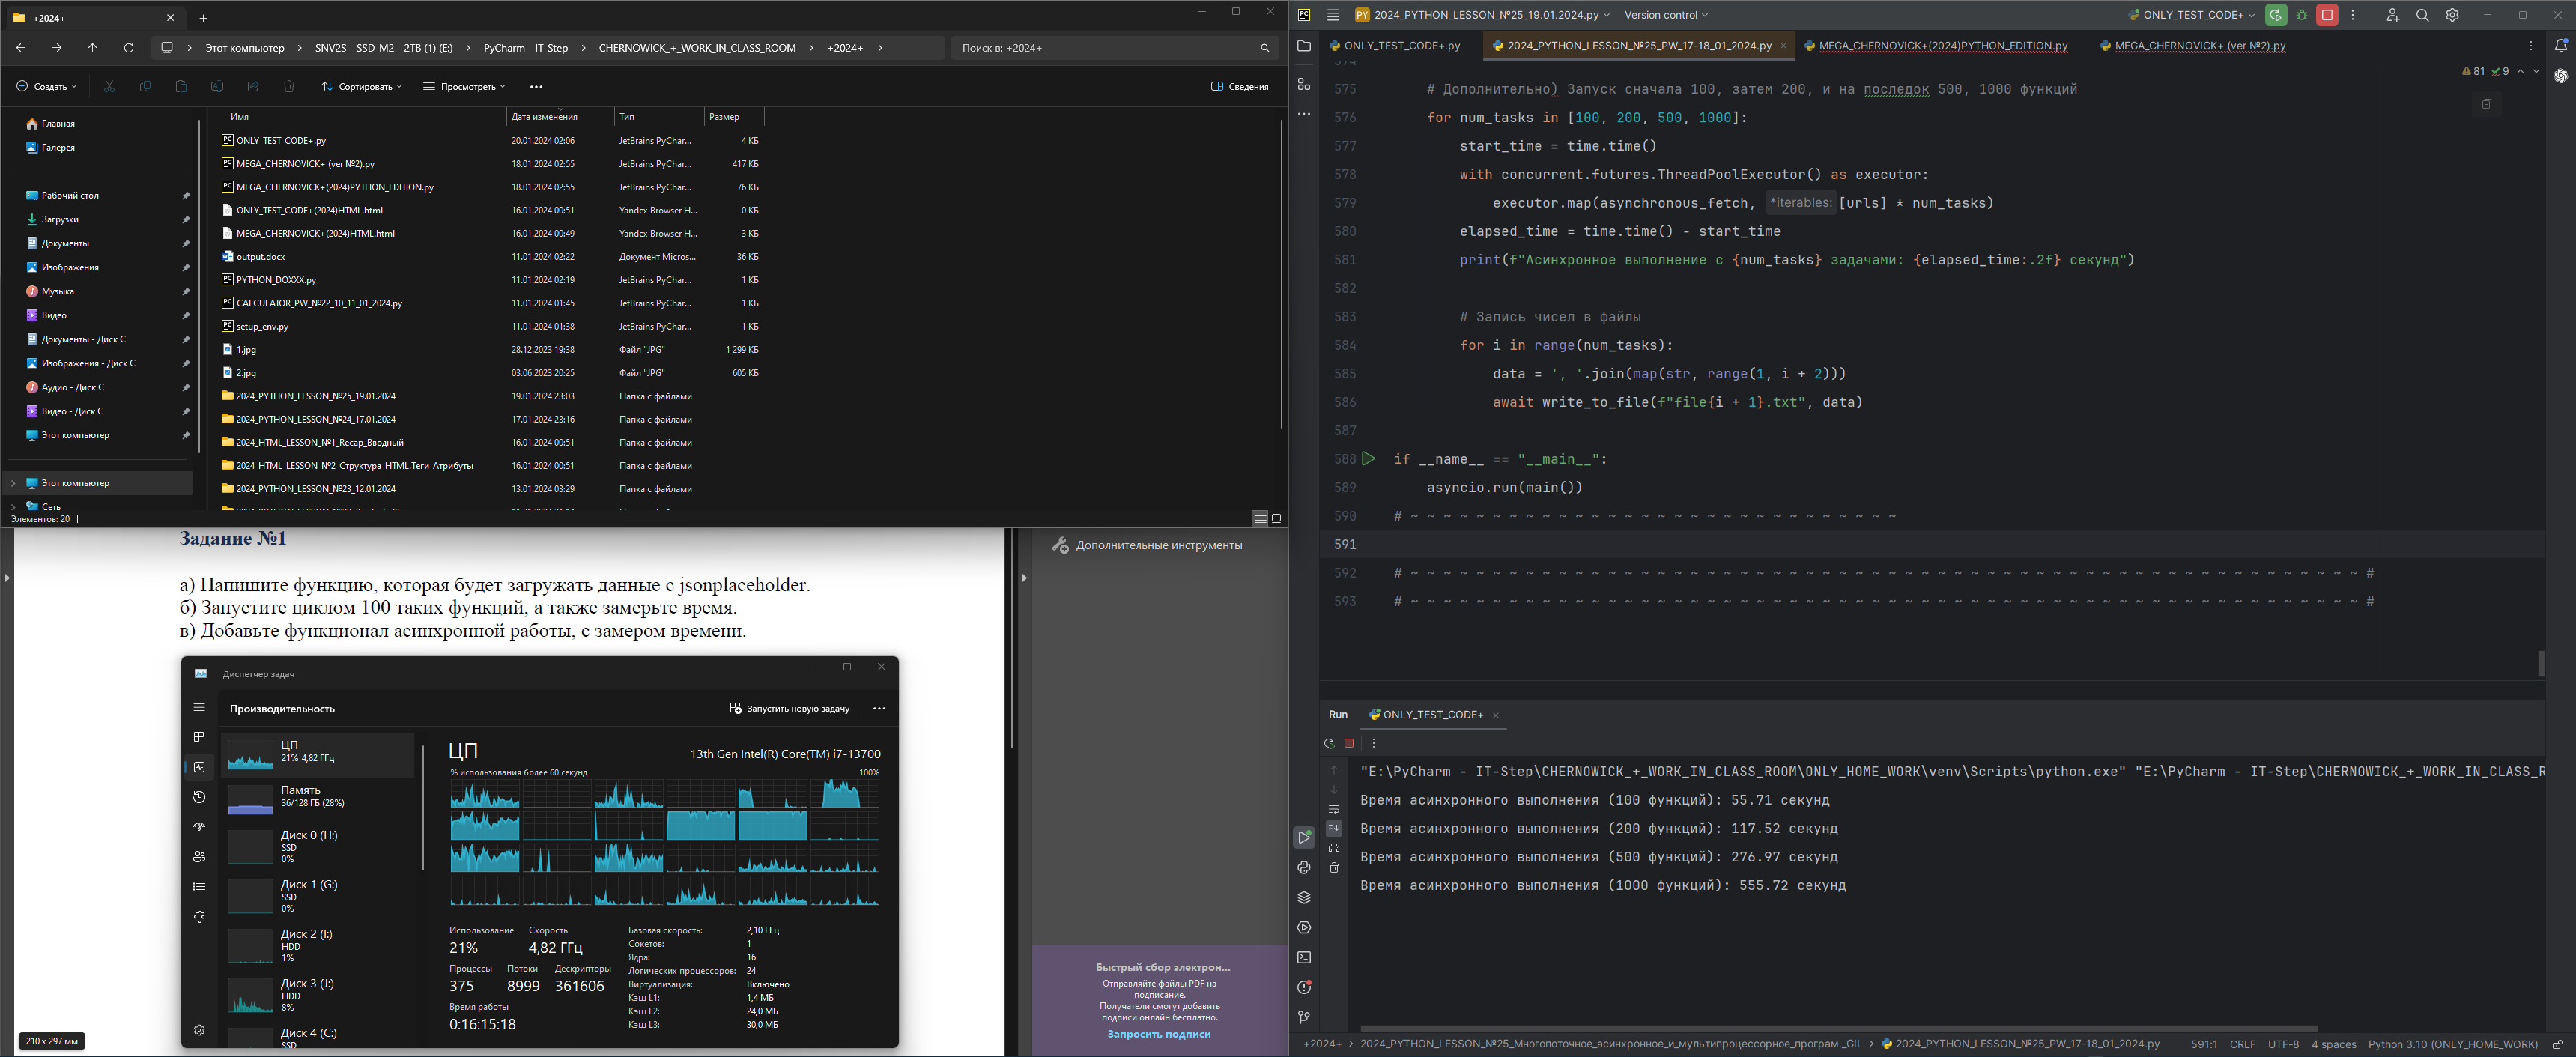 +2024+
Этот компьютер > SNV2S - SSD-M2 - 2TB (1) (E:) > PyCharm - IT-Step > CHERNOWICK_+_WORK_IN_CLASS_ROOM > +2024+ >
Поиск в: +2024+
Создать
Сортировать
Просмотреть
Сведения
Главная
Галерея
Рабочий стол
Загрузки
Документы
Изображения
Музыка
Видео
Документы - Диск C
Изображения - Диск C
Аудио - Диск C
Видео - Диск C
Этот компьютер
Этот компьютер
Сеть
Имя Дата изменения Тип Размер
ONLY_TEST_CODE+.py 20.01.2024 02:06 JetBrains PyChar... 4 КБ
MEGA_CHERNOVICK+ (ver №2).py 18.01.2024 02:55 JetBrains PyChar... 417 КБ
MEGA_CHERNOVICK+(2024)PYTHON_EDITION.py 18.01.2024 02:55 JetBrains PyChar... 76 КБ
ONLY_TEST_CODE+(2024)HTML.html 16.01.2024 00:51 Yandex Browser H... 0 КБ
MEGA_CHERNOVICK+(2024)HTML.html 16.01.2024 00:49 Yandex Browser H... 3 КБ
output.docx 11.01.2024 02:22 Документ Micros... 36 КБ
PYTHON_DOXXX.py 11.01.2024 02:19 JetBrains PyChar... 1 КБ
CALCULATOR_PW_№22_10_11_01_2024.py 11.01.2024 01:45 JetBrains PyChar... 1 КБ
setup_env.py 11.01.2024 01:38 JetBrains PyChar... 1 КБ
1.jpg 28.12.2023 19:38 Файл "JPG" 1 299 КБ
2.jpg 03.06.2023 20:25 Файл "JPG" 605 КБ
2024_PYTHON_LESSON_№25_19.01.2024 19.01.2024 23:03 Папка с файлами
2024_PYTHON_LESSON_№24_17.01.2024 17.01.2024 23:16 Папка с файлами
2024_HTML_LESSON_№1_Recap_Вводный 16.01.2024 00:51 Папка с файлами
2024_HTML_LESSON_№2_Структура_HTML.Теги_Атрибуты 16.01.2024 00:51 Папка с файлами
2024_PYTHON_LESSON_№23_12.01.2024 13.01.2024 03:29 Папка с файлами
Элементов: 20
Задание №1
а) Напишите функцию, которая будет загружать данные с jsonplaceholder.
б) Запустите циклом 100 таких функций, а также замерьте время.
в) Добавьте функционал асинхронной работы, с замером времени.
210 x 297 мм
Дополнительные инструменты
Быстрый сбор электрон...
Отправляйте файлы PDF на
подписание.
Получатели смогут добавить
подписи онлайн бесплатно.
Запросить подписи
Диспетчер задач
Производительность
Запустить новую задачу
ЦП
21% 4,82 ГГц
Память
36/128 ГБ (28%)
Диск 0 (H:)
SSD
0%
Диск 1 (G:)
SSD
0%
Диск 2 (I:)
HDD
1%
Диск 3 (J:)
HDD
8%
Диск 4 (C:)
SSD
ЦП
13th Gen Intel(R) Core(TM) i7-13700
% использования более 60 секунд
100%
Использование Скорость
21% 4,82 ГГц
Процессы Потоки Дескрипторы
375 8999 361606
Время работы
0:16:15:18
Базовая скорость: 2,10 ГГц
Сокетов: 1
Ядра: 16
Логических процессоров: 24
Виртуализация: Включено
Кэш L1: 1,4 МБ
Кэш L2: 24,0 МБ
Кэш L3: 30,0 МБ
PC
PY 2024_PYTHON_LESSON_№25_19.01.2024.py
Version control
ONLY_TEST_CODE+
ONLY_TEST_CODE+.py
2024_PYTHON_LESSON_№25_PW_17-18_01_2024.py
MEGA_CHERNOVICK+(2024)PYTHON_EDITION.py
MEGA_CHERNOVICK+ (ver №2).py
81 9
575 # Дополнительно) Запуск сначала 100, затем 200, и на последок 500, 1000 функций
576 for num_tasks in [100, 200, 500, 1000]:
577 start_time = time.time()
578 with concurrent.futures.ThreadPoolExecutor() as executor:
579 executor.map(asynchronous_fetch, *iterables: [urls] * num_tasks)
580 elapsed_time = time.time() - start_time
581 print(f"Асинхронное выполнение с {num_tasks} задачами: {elapsed_time:.2f} секунд")
582
583 # Запись чисел в файлы
584 for i in range(num_tasks):
585 data = ', '.join(map(str, range(1, i + 2)))
586 await write_to_file(f"file{i + 1}.txt", data)
587
588 if __name__ == "__main__":
589 asyncio.run(main())
590 # ~ ~ ~ ~ ~ ~ ~ ~ ~ ~ ~ ~ ~ ~ ~ ~ ~ ~ ~ ~ ~ ~ ~ ~ ~ ~ ~ ~ ~ ~
591
592 # ~ ~ ~ ~ ~ ~ ~ ~ ~ ~ ~ ~ ~ ~ ~ ~ ~ ~ ~ ~ ~ ~ ~ ~ ~ ~ ~ ~ ~ ~ ~ ~ ~ ~ ~ ~ ~ ~ ~ ~ ~ ~ ~ ~ ~ ~ ~ ~ ~ ~ ~ ~ ~ ~ ~ ~ ~ ~ #
593 # ~ ~ ~ ~ ~ ~ ~ ~ ~ ~ ~ ~ ~ ~ ~ ~ ~ ~ ~ ~ ~ ~ ~ ~ ~ ~ ~ ~ ~ ~ ~ ~ ~ ~ ~ ~ ~ ~ ~ ~ ~ ~ ~ ~ ~ ~ ~ ~ ~ ~ ~ ~ ~ ~ ~ ~ ~ ~ #
Run ONLY_TEST_CODE+
"E:\PyCharm - IT-Step\CHERNOWICK_+_WORK_IN_CLASS_ROOM\ONLY_HOME_WORK\venv\Scripts\python.exe" "E:\PyCharm - IT-Step\CHERNOWICK_+_WORK_IN_CLASS_R
Время асинхронного выполнения (100 функций): 55.71 секунд
Время асинхронного выполнения (200 функций): 117.52 секунд
Время асинхронного выполнения (500 функций): 276.97 секунд
Время асинхронного выполнения (1000 функций): 555.72 секунд
+2024+ > 2024_PYTHON_LESSON_№25_Многопоточное_асинхронное_и_мультипроцессорное_програм._GIL > 2024_PYTHON_LESSON_№25_PW_17-18_01_2024.py
591:1 CRLF UTF-8 4 spaces Python 3.10 (ONLY_HOME_WORK)